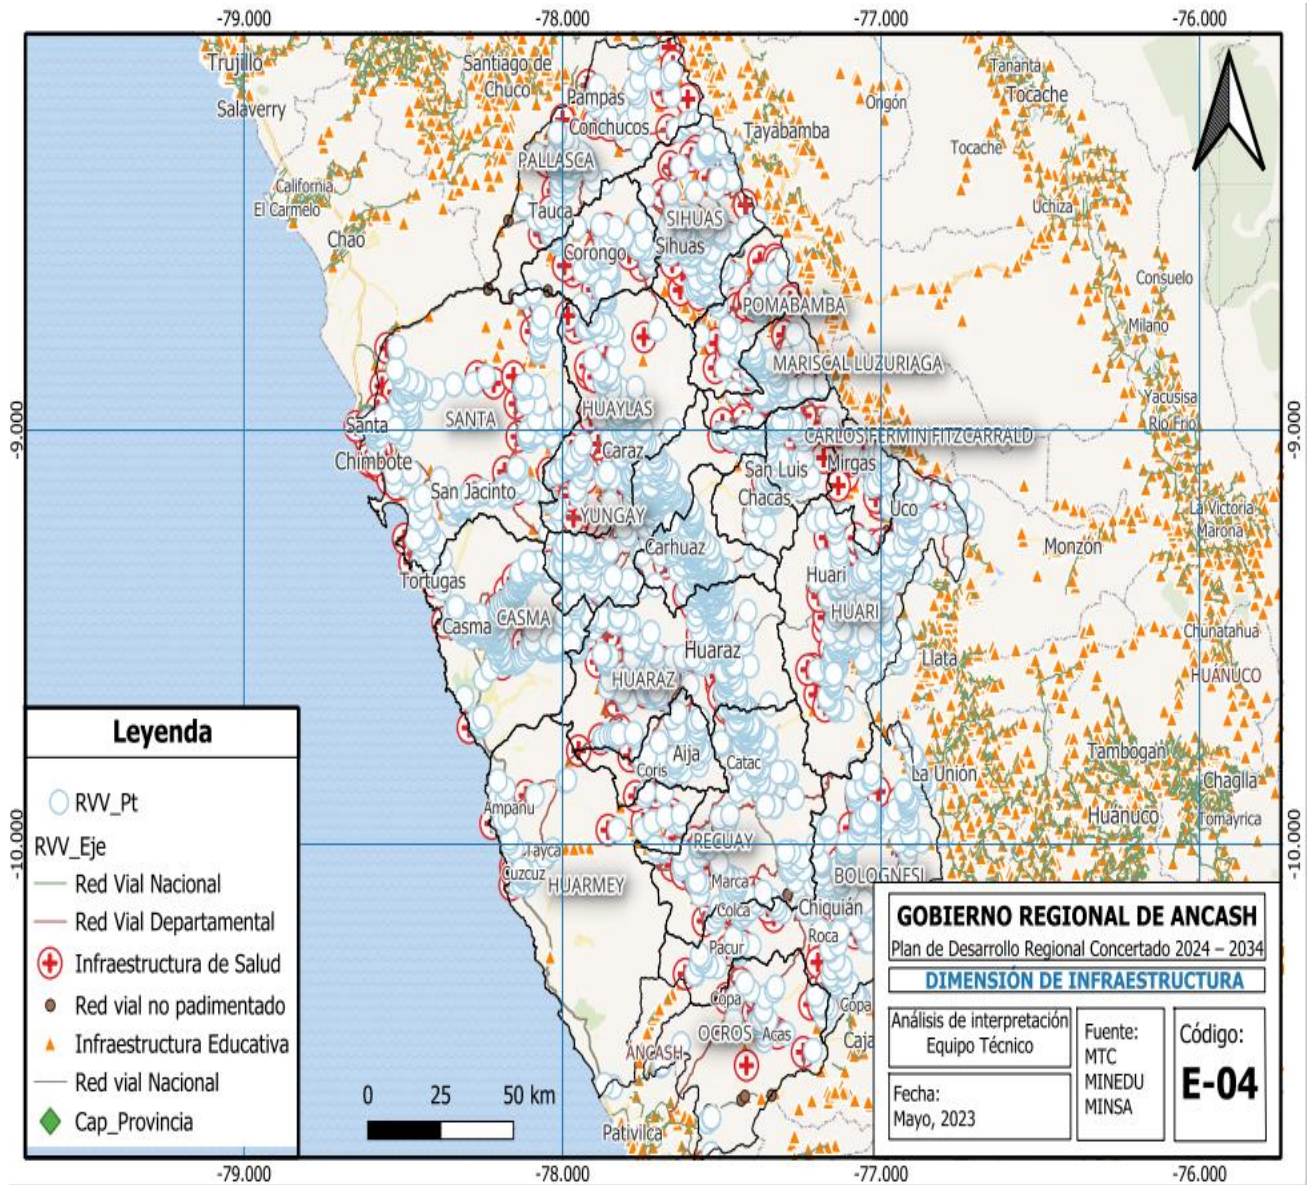 -79.000
-78.000
-77.000
-76.000
Trujillo
Salaverry
Santiago de
Chuco
Pampas
Conchucos
PALLASCA
Tauca
Corongo
SIHUAS
Sihuas
Tayabamba
Ongón
Tananta
Tocache
Tocache
Uchiza
California
El Carmelo
Chao
POMABAMBA
Consuelo
Milano
MARISCAL LUZURIAGA
Yacusisa
Rio Frio
-9.000
-9.000
Santa
SANTA
HUAYLAS
CARLOS FERMIN FITZCARRALD
Chimbote
Caraz
San Luis
Mirgas
San Jacinto
Chacas
Uco
YUNGAY
La Victoria
Marona
Carhuaz
Monzón
Tortugas
Huari
HUARI
Casma
CASMA
Chunatahua
Huaraz
Llata
HUÁNUCO
HUARAZ
Aija
Catac
Coris
La Unión
Tambogan
Chaglla
Ampanu
Huánuco
Tomayrica
-10.000
-10.000
RECUAY
Tayca
Cuzcuz
HUARMEY
Marca
BOLOGNESI
Colca
Chiquián
Roca
Pacur
Copa
Copa
OCROS
Acas
Caja
ANCASH
Pativilca
Leyenda
RVV_Pt
RVV_Eje
Red Vial Nacional
Red Vial Departamental
Infraestructura de Salud
Red vial no padimentado
Infraestructura Educativa
Red vial Nacional
Cap_Provincia
0 25 50 km
GOBIERNO REGIONAL DE ANCASH
Plan de Desarrollo Regional Concertado 2024 – 2034
DIMENSIÓN DE INFRAESTRUCTURA
Análisis de interpretación
Equipo Técnico
Fecha:
Mayo, 2023
Fuente:
MTC
MINEDU
MINSA
Código:
E-04
-79.000
-78.000
-77.000
-76.000